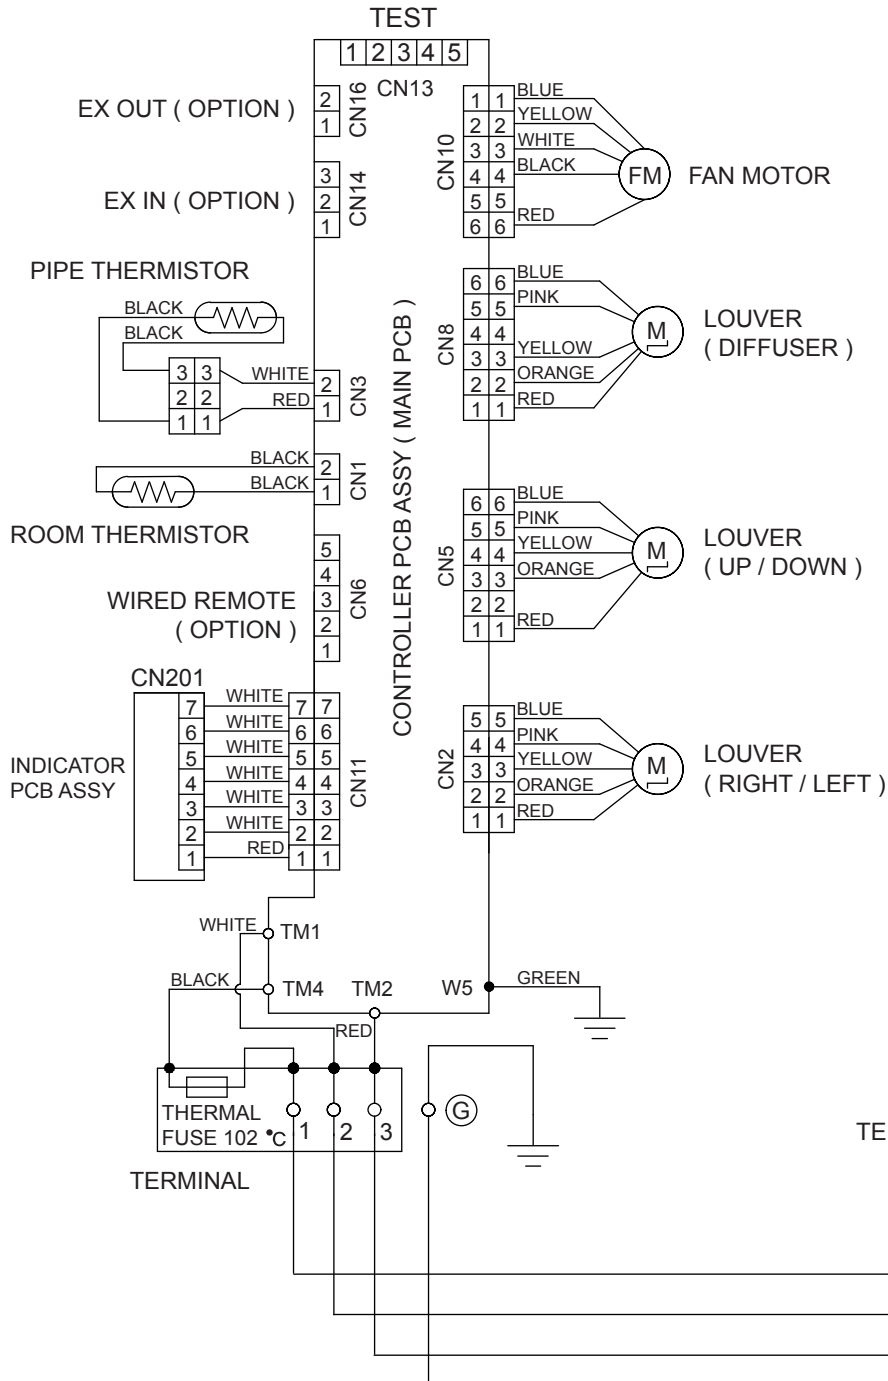 TEST
1 2 3 4 5
CN13
EX OUT ( OPTION )
2
1
CN16
EX IN ( OPTION )
3
2
1
CN14
PIPE THERMISTOR
BLACK
BLACK
3 3
2 2
1 1
WHITE
RED
2
1
CN3
BLACK
BLACK
2
1
CN1
ROOM THERMISTOR
WIRED REMOTE
( OPTION )
5
4
3
2
1
CN6
CN201
INDICATOR
PCB ASSY
7 WHITE 7 7
6 WHITE 6 6
5 WHITE 5 5
4 WHITE 4 4
3 WHITE 3 3
2 WHITE 2 2
1 RED 1 1
CN11
CONTROLLER PCB ASSY ( MAIN PCB )
CN10
1 1 BLUE
2 2 YELLOW
3 3 WHITE
4 4 BLACK
5 5
6 6 RED
FM
FAN MOTOR
CN8
6 6 BLUE
5 5 PINK
4 4
3 3 YELLOW
2 2 ORANGE
1 1 RED
M
LOUVER
( DIFFUSER )
CN5
6 6 BLUE
5 5 PINK
4 4 YELLOW
3 3 ORANGE
2 2
1 1 RED
M
LOUVER
( UP / DOWN )
CN2
5 5 BLUE
4 4 PINK
3 3 YELLOW
2 2 ORANGE
1 1 RED
M
LOUVER
( RIGHT / LEFT )
WHITE TM1
BLACK TM4
TM2
RED
W5
GREEN
THERMAL
FUSE 102 °C
1 2 3
G
TERMINAL
TE